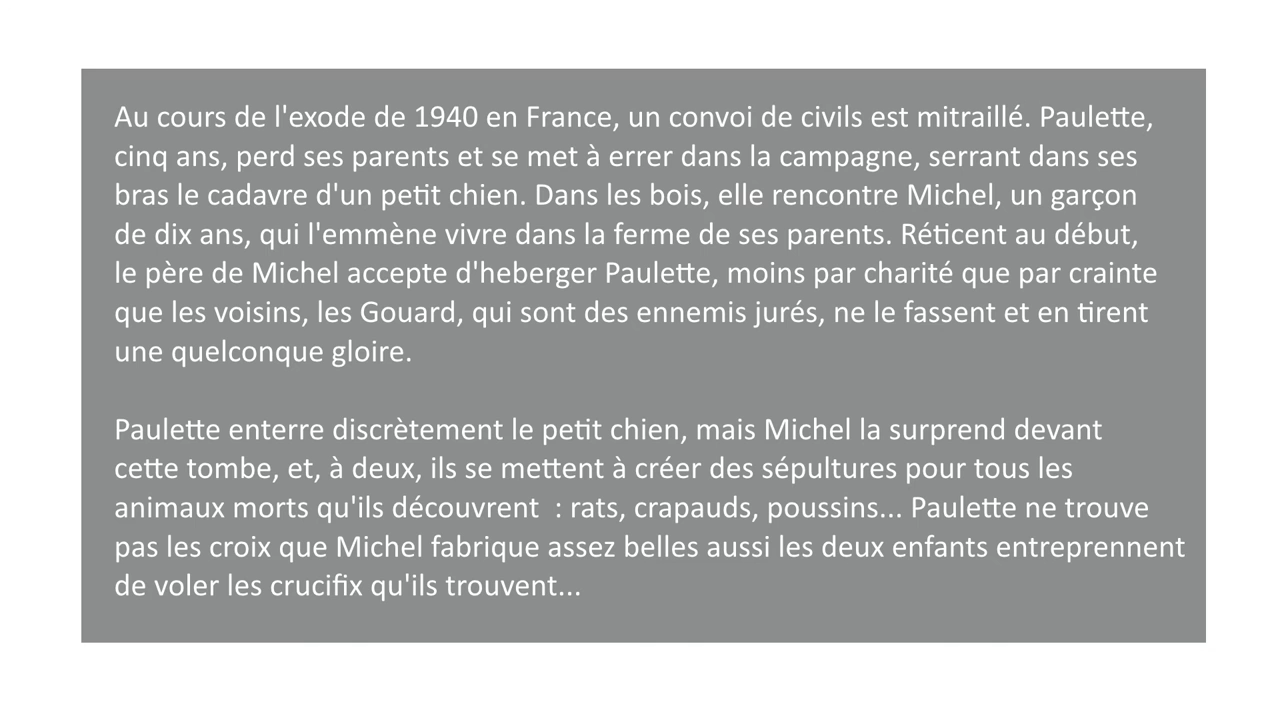 Au cours de l'exode de 1940 en France, un convoi de civils est mitraillé. Paulette,
cinq ans, perd ses parents et se met à errer dans la campagne, serrant dans ses
bras le cadavre d'un petit chien. Dans les bois, elle rencontre Michel, un garçon
de dix ans, qui l'emmène vivre dans la ferme de ses parents. Réticent au début,
le père de Michel accepte d'heberger Paulette, moins par charité que par crainte
que les voisins, les Gouard, qui sont des ennemis jurés, ne le fassent et en tirent
une quelconque gloire.
Paulette enterre discrètement le petit chien, mais Michel la surprend devant
cette tombe, et, à deux, ils se mettent à créer des sépultures pour tous les
animaux morts qu'ils découvrent  : rats, crapauds, poussins... Paulette ne trouve
pas les croix que Michel fabrique assez belles aussi les deux enfants entreprennent
de voler les crucifix qu'ils trouvent...